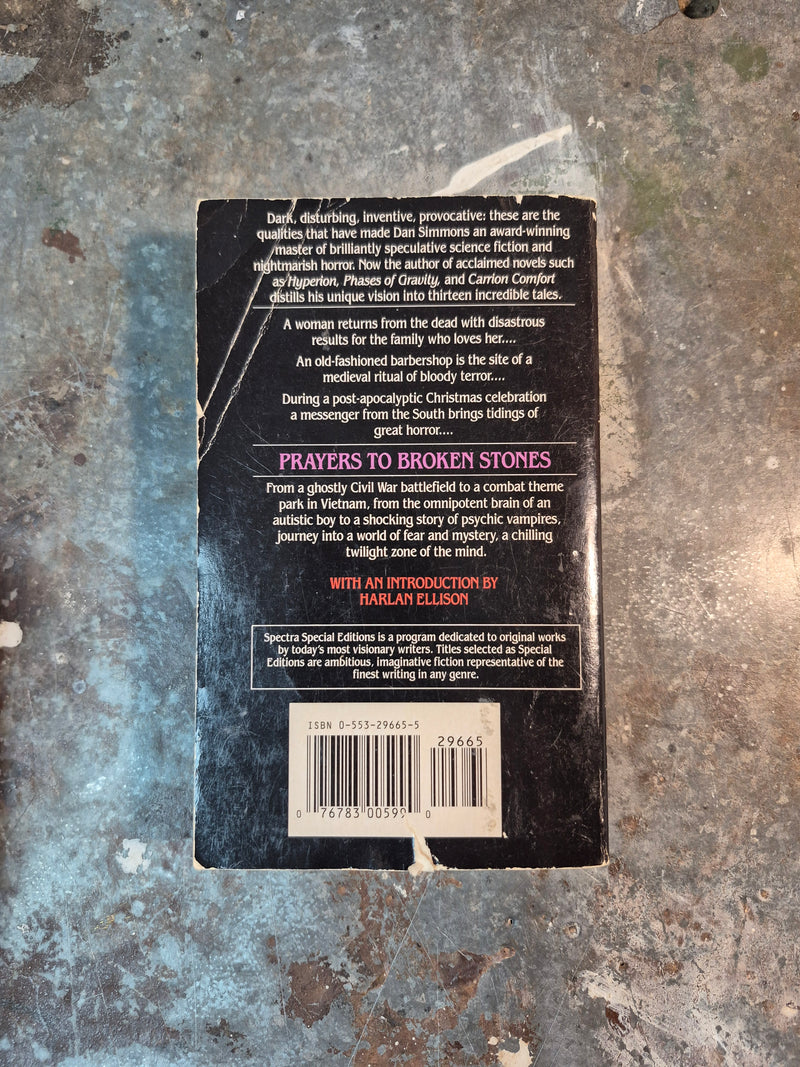 Dark, disturbing, inventive, provocative: these are the
qualities that have made Dan Simmons an award-winning
master of brilliantly speculative science fiction and
nightmarish horror. Now the author of acclaimed novels such
as Hyperion, Phases of Gravity, and Carrion Comfort
distills his unique vision into thirteen incredible tales.
A woman returns from the dead with disastrous
results for the family who loves her....
An old-fashioned barbershop is the site of a
medieval ritual of bloody terror....
During a post-apocalyptic Christmas celebration
a messenger from the South brings tidings of
great horror....
PRAYERS TO BROKEN STONES
From a ghostly Civil War battlefield to a combat theme
park in Vietnam, from the omnipotent brain of an
autistic boy to a shocking story of psychic vampires,
journey into a world of fear and mystery, a chilling
twilight zone of the mind.
WITH AN INTRODUCTION BY
HARLAN ELLISON
Spectra Special Editions is a program dedicated to original works
by today's most visionary writers. Titles selected as Special
Editions are ambitious, imaginative fiction representative of the
finest writing in any genre.
ISBN 0-553-29665-5
29665
0 76783 00599 0